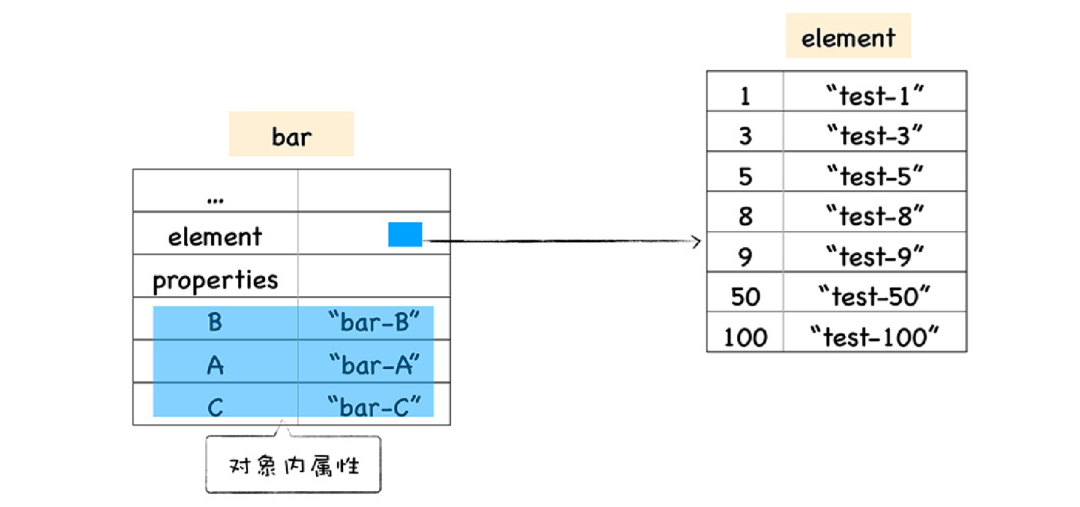 bar
...
element
properties
B "bar-B"
A "bar-A"
C "bar-C"
对象内属性
element
1 "test-1"
3 "test-3"
5 "test-5"
8 "test-8"
9 "test-9"
50 "test-50"
100 "test-100"